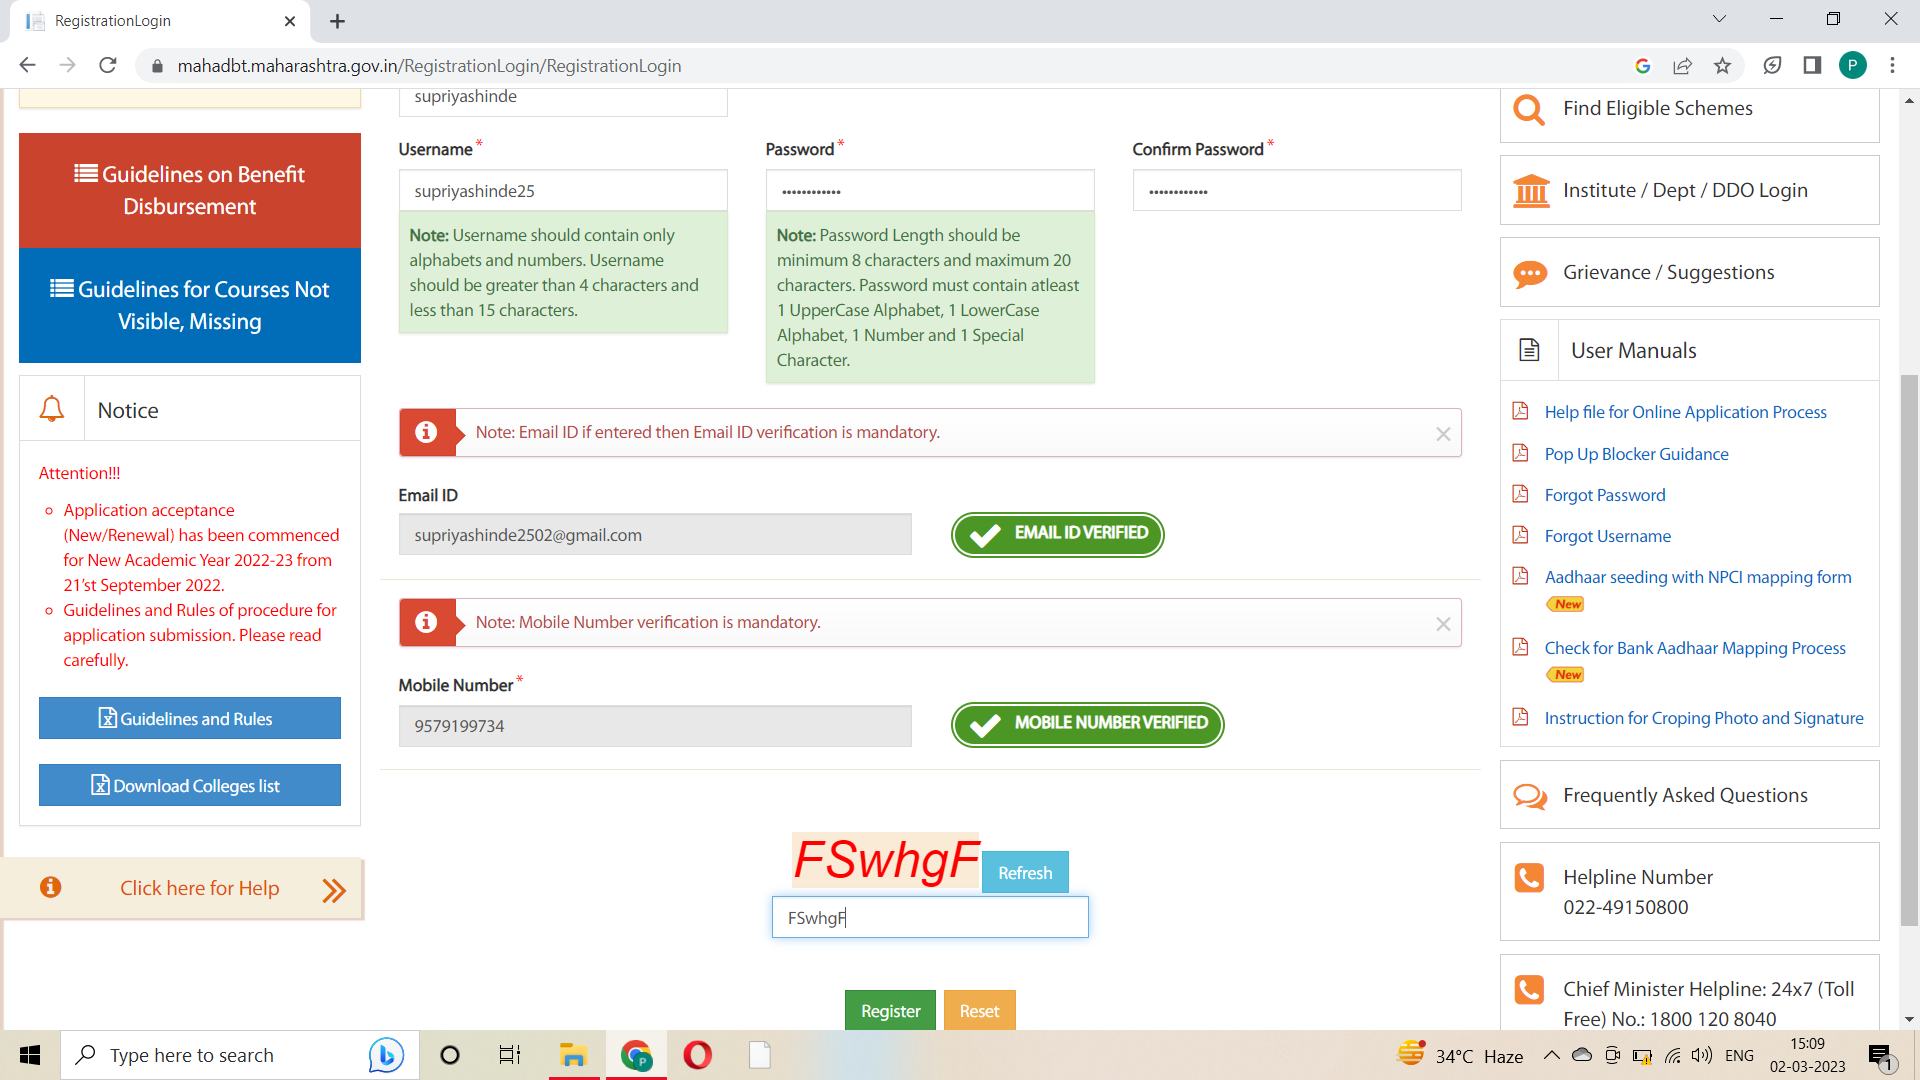 RegistrationLogin
mahadbt.maharashtra.gov.in/RegistrationLogin/RegistrationLogin
P
Guidelines on Benefit
Disbursement
Guidelines for Courses Not
Visible, Missing
Notice
Attention!!!
Application acceptance
(New/Renewal) has been commenced
for New Academic Year 2022-23 from
21'st September 2022.
Guidelines and Rules of procedure for
application submission. Please read
carefully.
Guidelines and Rules
Download Colleges list
Click here for Help
supriyashinde
Username *
Password *
Confirm Password *
supriyashinde25
••••••••••••
••••••••••••
Note: Username should contain only
alphabets and numbers. Username
should be greater than 4 characters and
less than 15 characters.
Note: Password Length should be
minimum 8 characters and maximum 20
characters. Password must contain atleast
1 UpperCase Alphabet, 1 LowerCase
Alphabet, 1 Number and 1 Special
Character.
Note: Email ID if entered then Email ID verification is mandatory.
Email ID
supriyashinde2502@gmail.com
EMAIL ID VERIFIED
Note: Mobile Number verification is mandatory.
Mobile Number *
9579199734
MOBILE NUMBER VERIFIED
FSwhgF
Refresh
FSwhgF
Register
Reset
Find Eligible Schemes
Institute / Dept / DDO Login
Grievance / Suggestions
User Manuals
Help file for Online Application Process
Pop Up Blocker Guidance
Forgot Password
Forgot Username
Aadhaar seeding with NPCI mapping form
New
Check for Bank Aadhaar Mapping Process
New
Instruction for Croping Photo and Signature
Frequently Asked Questions
Helpline Number
022-49150800
Chief Minister Helpline: 24x7 (Toll
Free) No.: 1800 120 8040
Type here to search
P
34°C Haze
ENG
15:09
02-03-2023
1